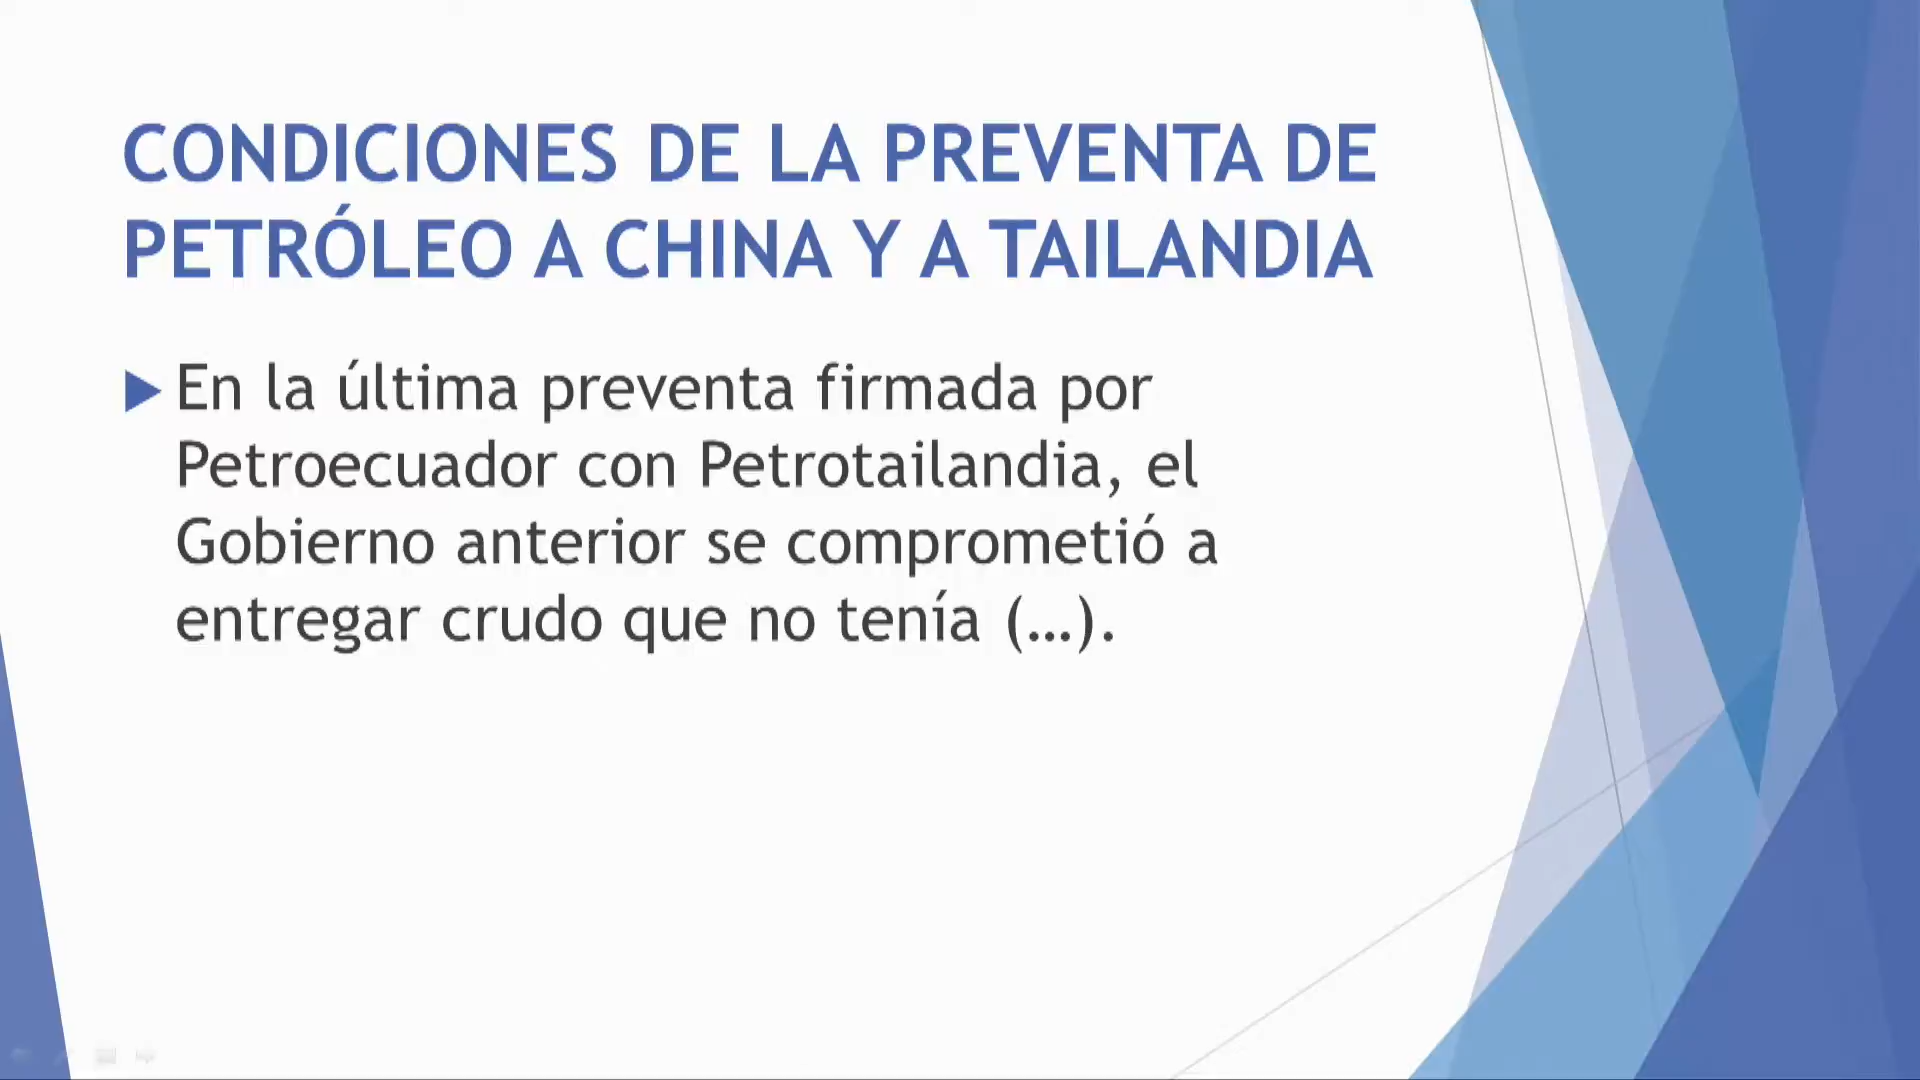 CONDICIONES DE LA PREVENTA DE
PETRÓLEO A CHINA Y A TAILANDIA
En la última preventa firmada por
Petroecuador con Petrotailandia, el
Gobierno anterior se comprometió a
entregar crudo que no tenía (…).